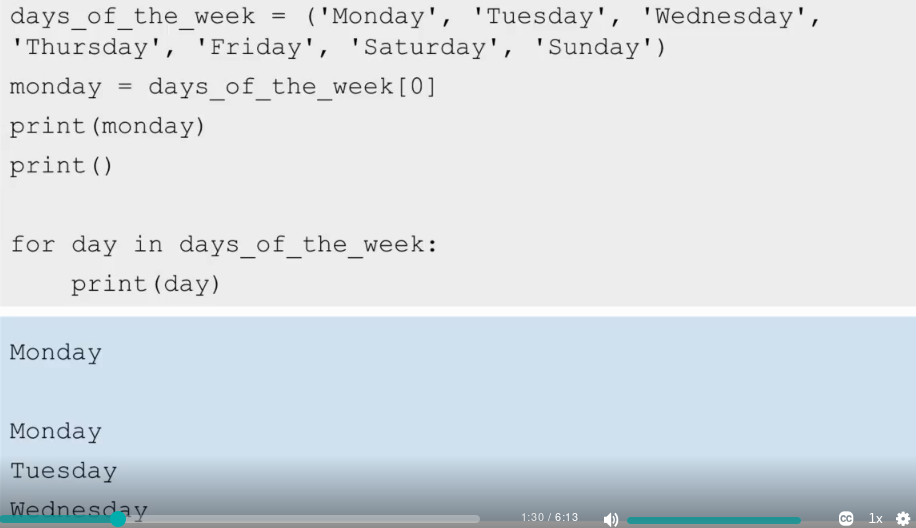 days_of_the_week = ('Monday', 'Tuesday', 'Wednesday',
'Thursday', 'Friday', 'Saturday', 'Sunday')
monday = days_of_the_week[0]
print(monday)
print()
for day in days_of_the_week:
    print(day)
Monday
Monday
Tuesday
Wednesday
1:30 / 6:13
CC
1x